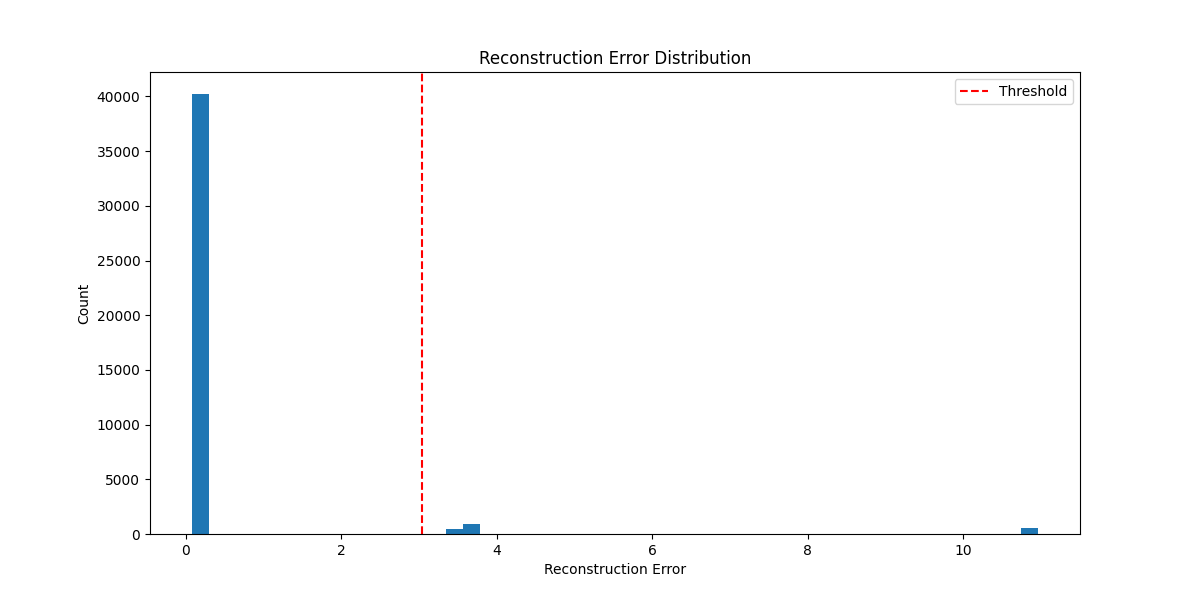 Reconstruction Error Distribution
Threshold
Count
40000
35000
30000
25000
20000
15000
10000
5000
0
0 2 4 6 8 10
Reconstruction Error